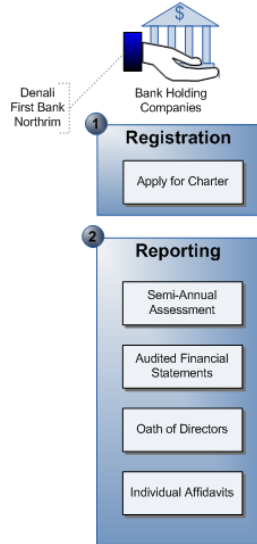 $
Denali
First Bank
Northrim
Bank Holding
Companies
1
Registration
Apply for Charter
2
Reporting
Semi-Annual
Assessment
Audited Financial
Statements
Oath of Directors
Individual Affidavits